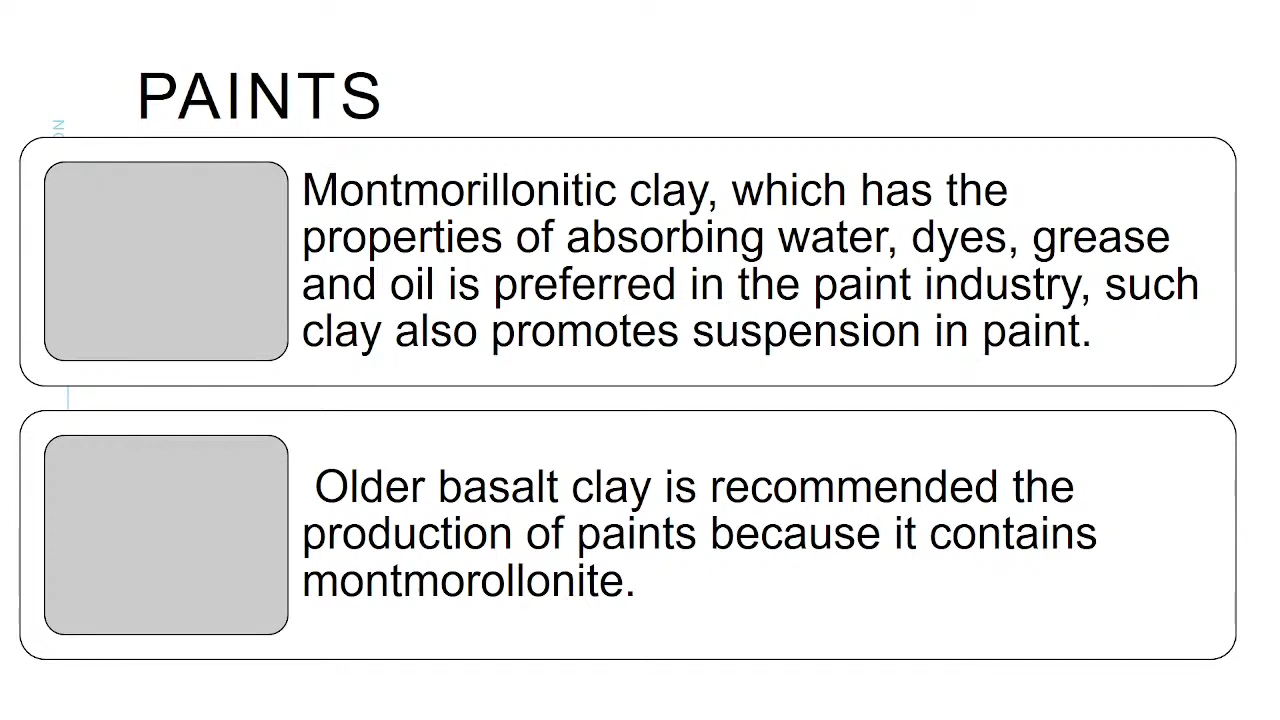 PAINTS
Montmorillonitic clay, which has the
properties of absorbing water, dyes, grease
and oil is preferred in the paint industry, such
clay also promotes suspension in paint.
Older basalt clay is recommended the
production of paints because it contains
montmorollonite.